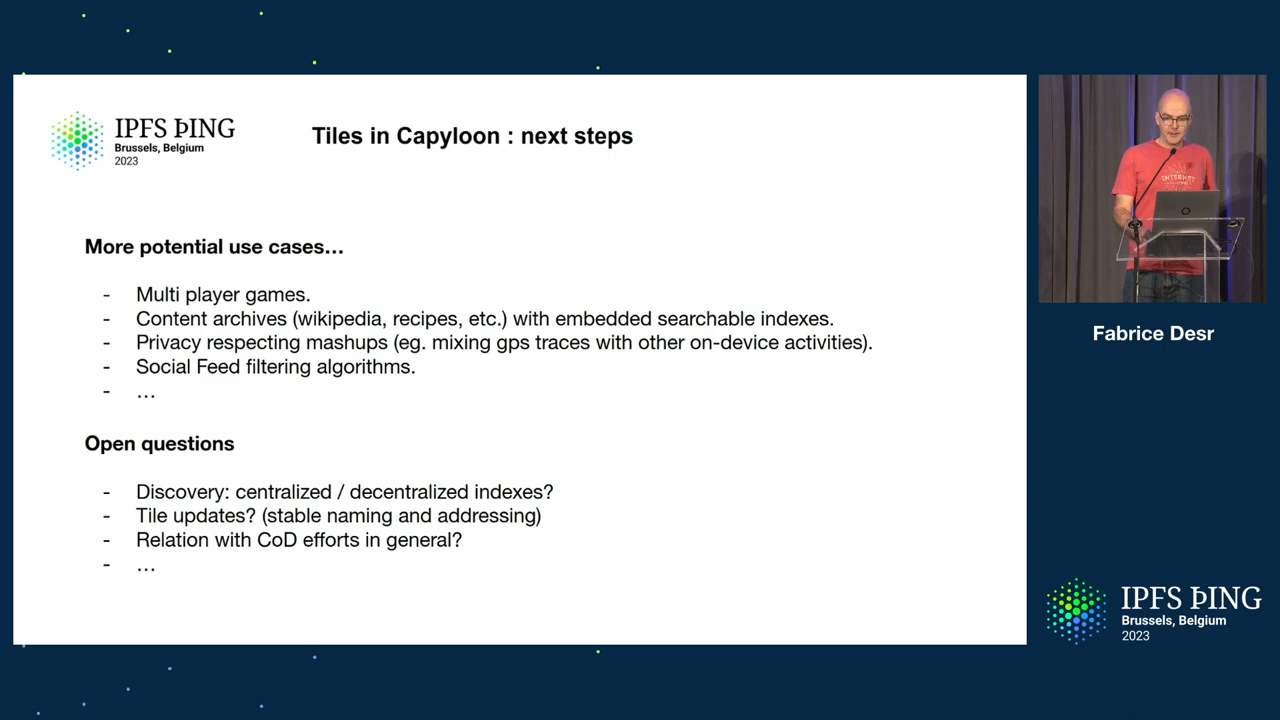 IPFS ÞING
Brussels, Belgium
2023
Tiles in Capyloon : next steps
More potential use cases…
- Multi player games.
- Content archives (wikipedia, recipes, etc.) with embedded searchable indexes.
- Privacy respecting mashups (eg. mixing gps traces with other on-device activities).
- Social Feed filtering algorithms.
- …
Open questions
- Discovery: centralized / decentralized indexes?
- Tile updates? (stable naming and addressing)
- Relation with CoD efforts in general?
- …
INTERNET
Fabrice Desr
IPFS ÞING
Brussels, Belgium
2023